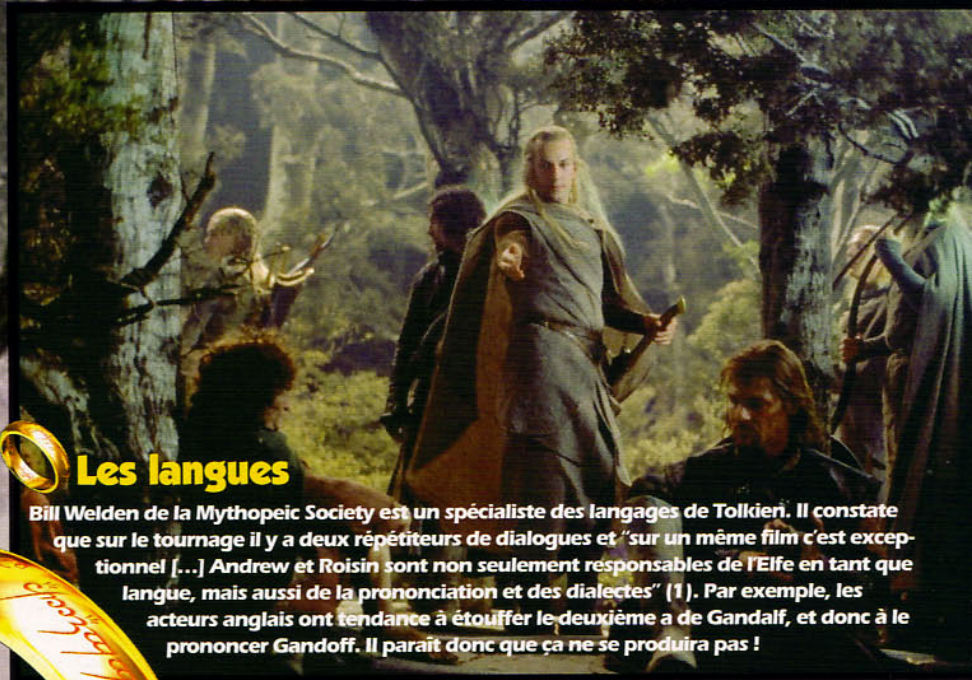 Les langues
Bill Welden de la Mythopeic Society est un spécialiste des langages de Tolkien. Il constate
que sur le tournage il y a deux répétiteurs de dialogues et "sur un même film c'est excep-
tionnel [...] Andrew et Roisin sont non seulement responsables de l'Elfe en tant que
langue, mais aussi de la prononciation et des dialectes" (1). Par exemple, les
acteurs anglais ont tendance à étouffer le deuxième a de Gandalf, et donc à le
prononcer Gandoff. Il paraît donc que ça ne se produira pas !